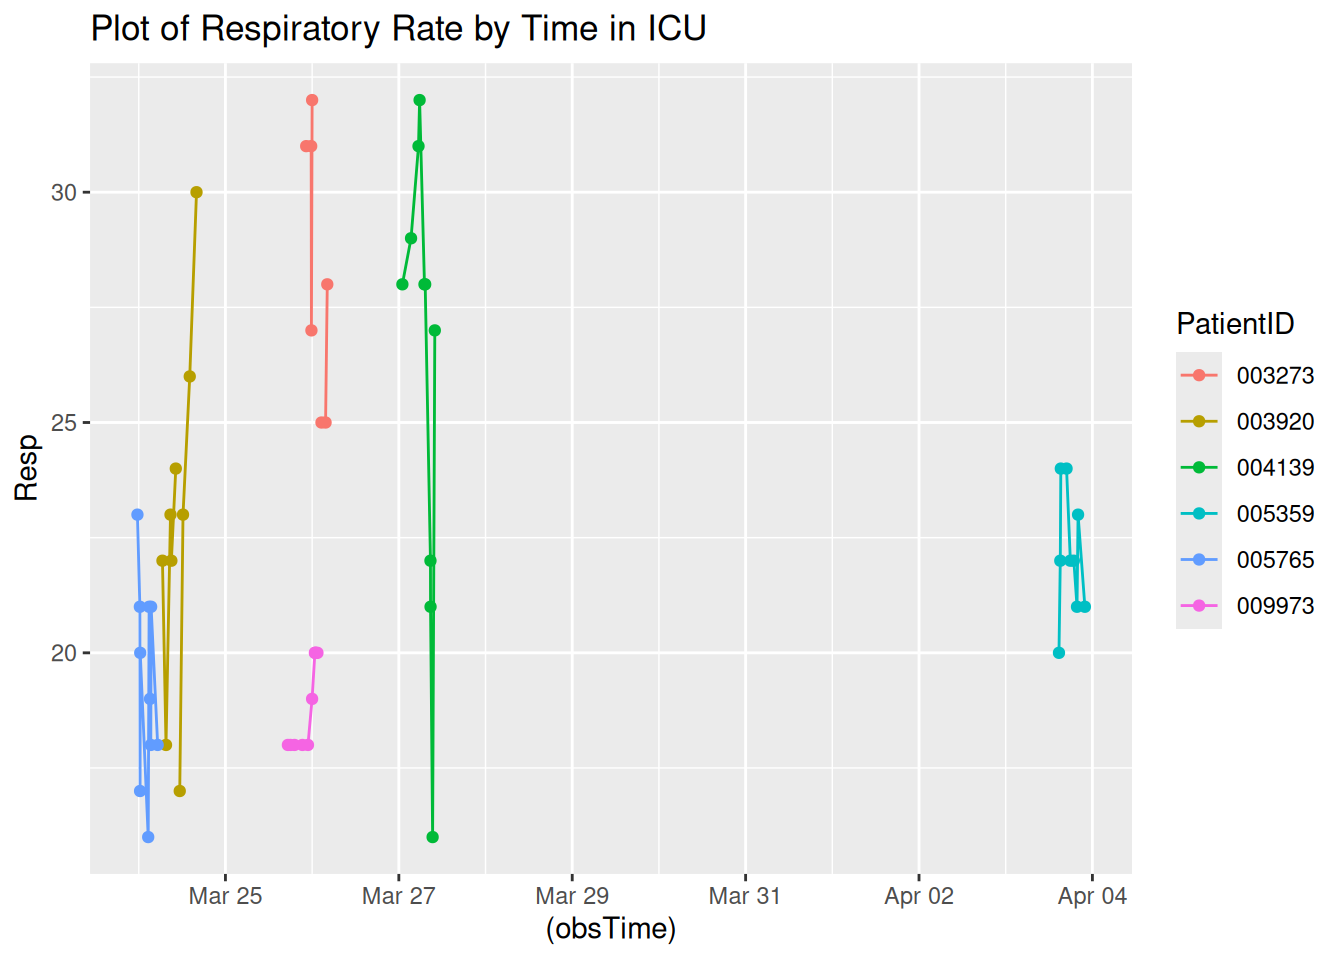 Plot of Respiratory Rate by Time in ICU
30
25
20
Resp
Mar 25
Mar 27
Mar 29
Mar 31
Apr 02
Apr 04
(obsTime)
PatientID
003273
003920
004139
005359
005765
009973